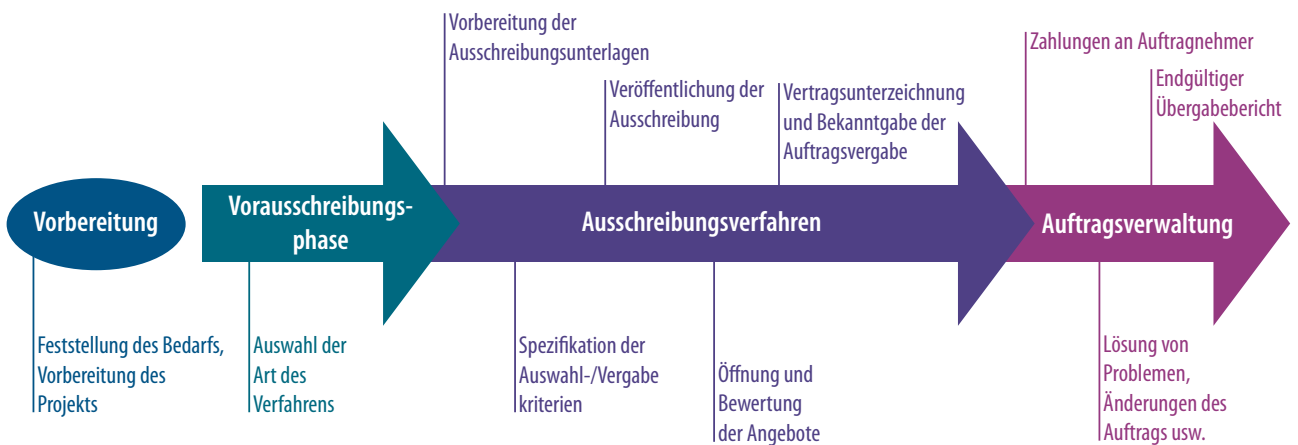 Vorbereitung der
Ausschreibungsunterlagen
Veröffentlichung der
Ausschreibung
Vertragsunterzeichnung
und Bekanntgabe der
Auftragsvergabe
Zahlungen an Auftragnehmer
Endgültiger
Übergabebericht
Vorbereitung
Vorausschreibungs-
phase
Ausschreibungsverfahren
Auftragsverwaltung
Feststellung des Bedarfs,
Vorbereitung des
Projekts
Auswahl der
Art des
Verfahrens
Spezifikation der
Auswahl-/Vergabe
kriterien
Öffnung und
Bewertung
der Angebote
Lösung von
Problemen,
Änderungen des
Auftrags usw.